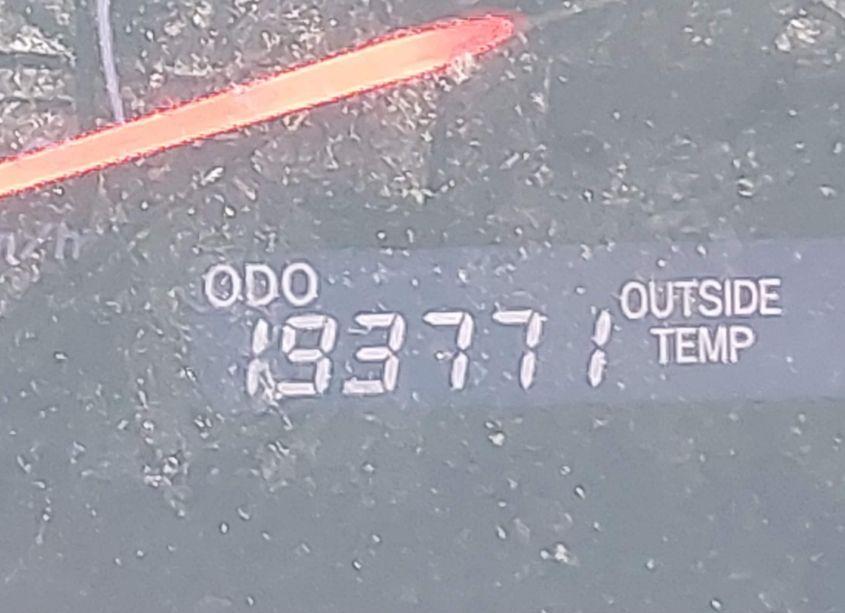 ODO
193771
OUTSIDE
TEMP